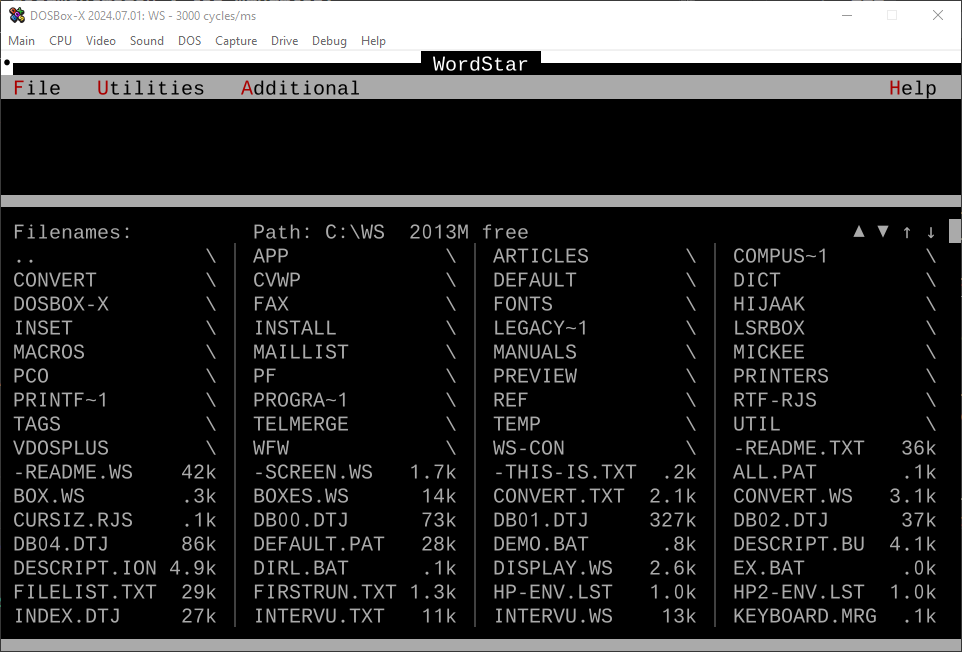 DOSBox-X 2024.07.01: WS - 3000 cycles/ms
Main CPU Video Sound DOS Capture Drive Debug Help
WordStar
File Utilities Additional Help
Filenames: Path: C:\WS 2013M free ▲ ▼ ↑ ↓
.. \ APP \ ARTICLES \ COMPUS~1 \
CONVERT \ CVWP \ DEFAULT \ DICT \
DOSBOX-X \ FAX \ FONTS \ HIJAAK \
INSET \ INSTALL \ LEGACY~1 \ LSRBOX \
MACROS \ MAILLIST \ MANUALS \ MICKEE \
PCO \ PF \ PREVIEW \ PRINTERS \
PRINTF~1 \ PROGRA~1 \ REF \ RTF-RJS \
TAGS \ TELMERGE \ TEMP \ UTIL \
VDOSPLUS \ WFW \ WS-CON \ -README.TXT 36k
-README.WS 42k -SCREEN.WS 1.7k -THIS-IS.TXT .2k ALL.PAT .1k
BOX.WS .3k BOXES.WS 14k CONVERT.TXT 2.1k CONVERT.WS 3.1k
CURSIZ.RJS .1k DB00.DTJ 73k DB01.DTJ 327k DB02.DTJ 37k
DB04.DTJ 86k DEFAULT.PAT 28k DEMO.BAT .8k DESCRIPT.BU 4.1k
DESCRIPT.ION 4.9k DIRL.BAT .1k DISPLAY.WS 2.6k EX.BAT .0k
FILELIST.TXT 29k FIRSTRUN.TXT 1.3k HP-ENV.LST 1.0k HP2-ENV.LST 1.0k
INDEX.DTJ 27k INTERVU.TXT 11k INTERVU.WS 13k KEYBOARD.MRG .1k